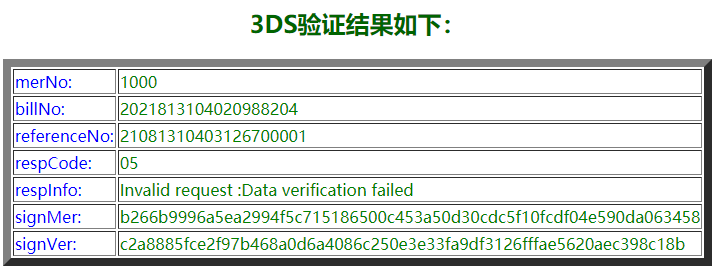 3DS验证结果如下：
merNo: 1000
billNo: 2021813104020988204
referenceNo: 21081310403126700001
respCode: 05
respInfo: Invalid request :Data verification failed
signMer: b266b9996a5ea2994f5c715186500c453a50d30cdc5f10fcdf04e590da063458
signVer: c2a8885fce2f97b468a0d6a4086c250e3e33fa9df3126fffae5620aec398c18b